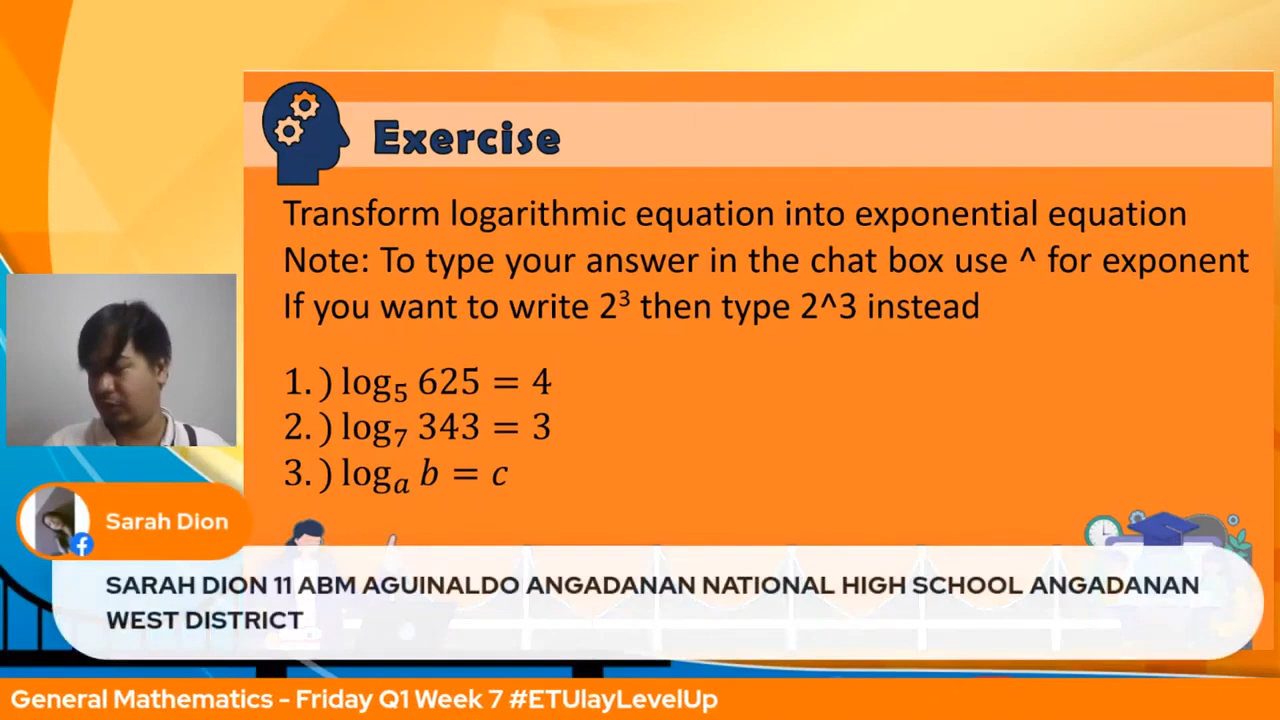 Exercise
Transform logarithmic equation into exponential equation
Note: To type your answer in the chat box use ^ for exponent
If you want to write 2³ then type 2^3 instead
1.) log₅ 625 = 4
2.) log₇ 343 = 3
3.) logₐ b = c
Sarah Dion
SARAH DION 11 ABM AGUINALDO ANGADANAN NATIONAL HIGH SCHOOL ANGADANAN
WEST DISTRICT
General Mathematics - Friday Q1 Week 7 #ETUlayLevelUp